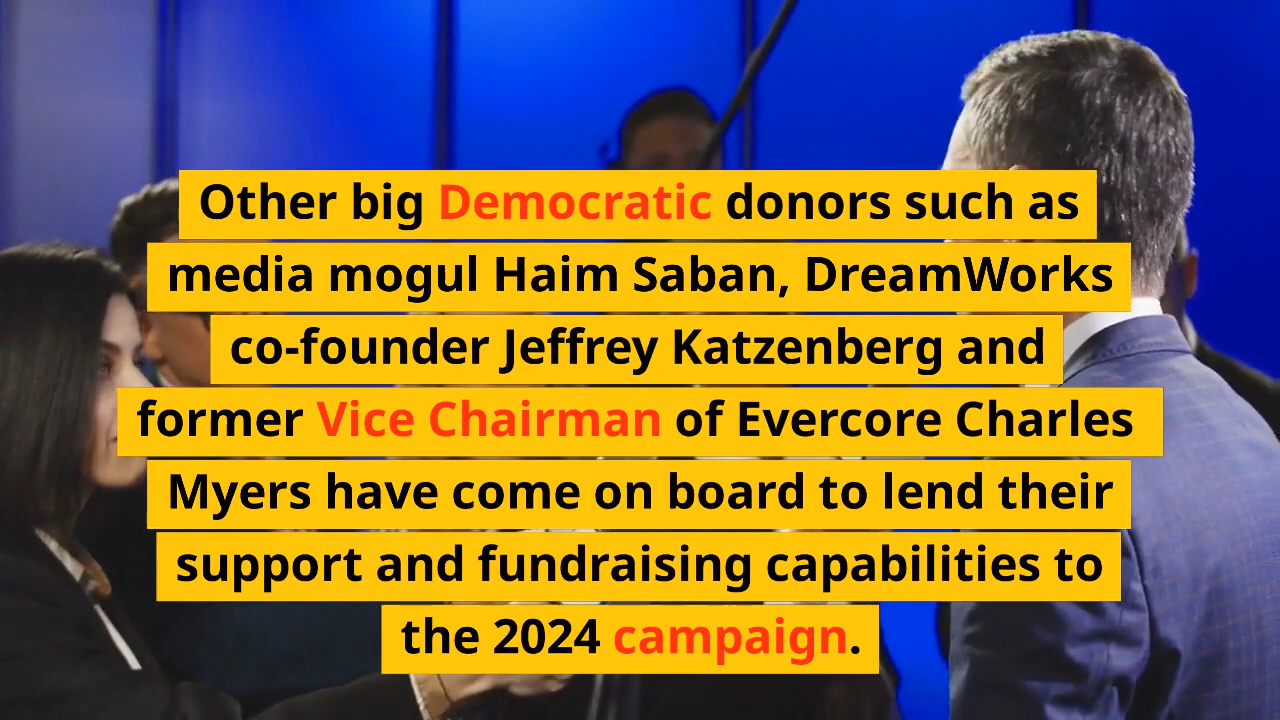 Other big Democratic donors such as
media mogul Haim Saban, DreamWorks
co-founder Jeffrey Katzenberg and
former Vice Chairman of Evercore Charles
Myers have come on board to lend their
support and fundraising capabilities to
the 2024 campaign.